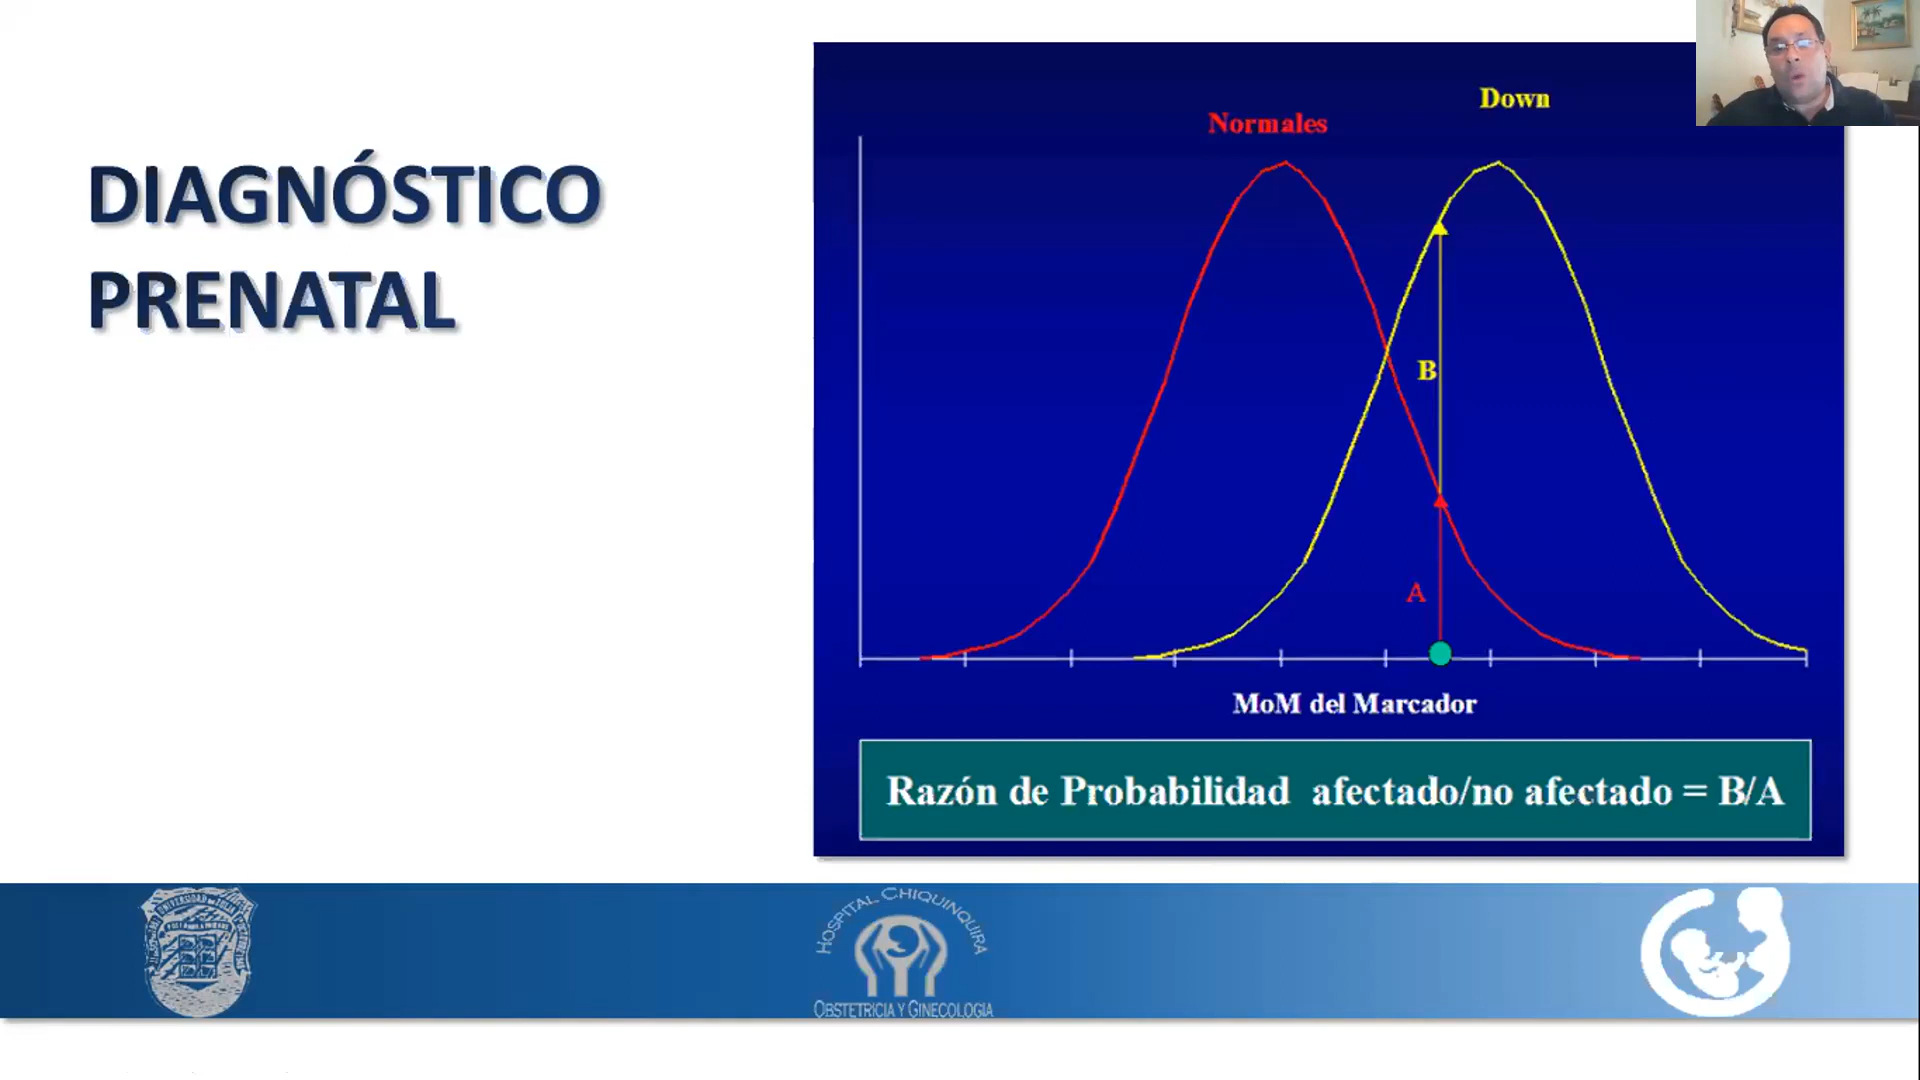 DIAGNÓSTICO
PRENATAL
Normales
Down
B
A
MoM del Marcador
Razón de Probabilidad afectado/no afectado = B/A
HOSPITAL CHIQUINQUIRA
OBSTETRICIA Y GINECOLOGIA